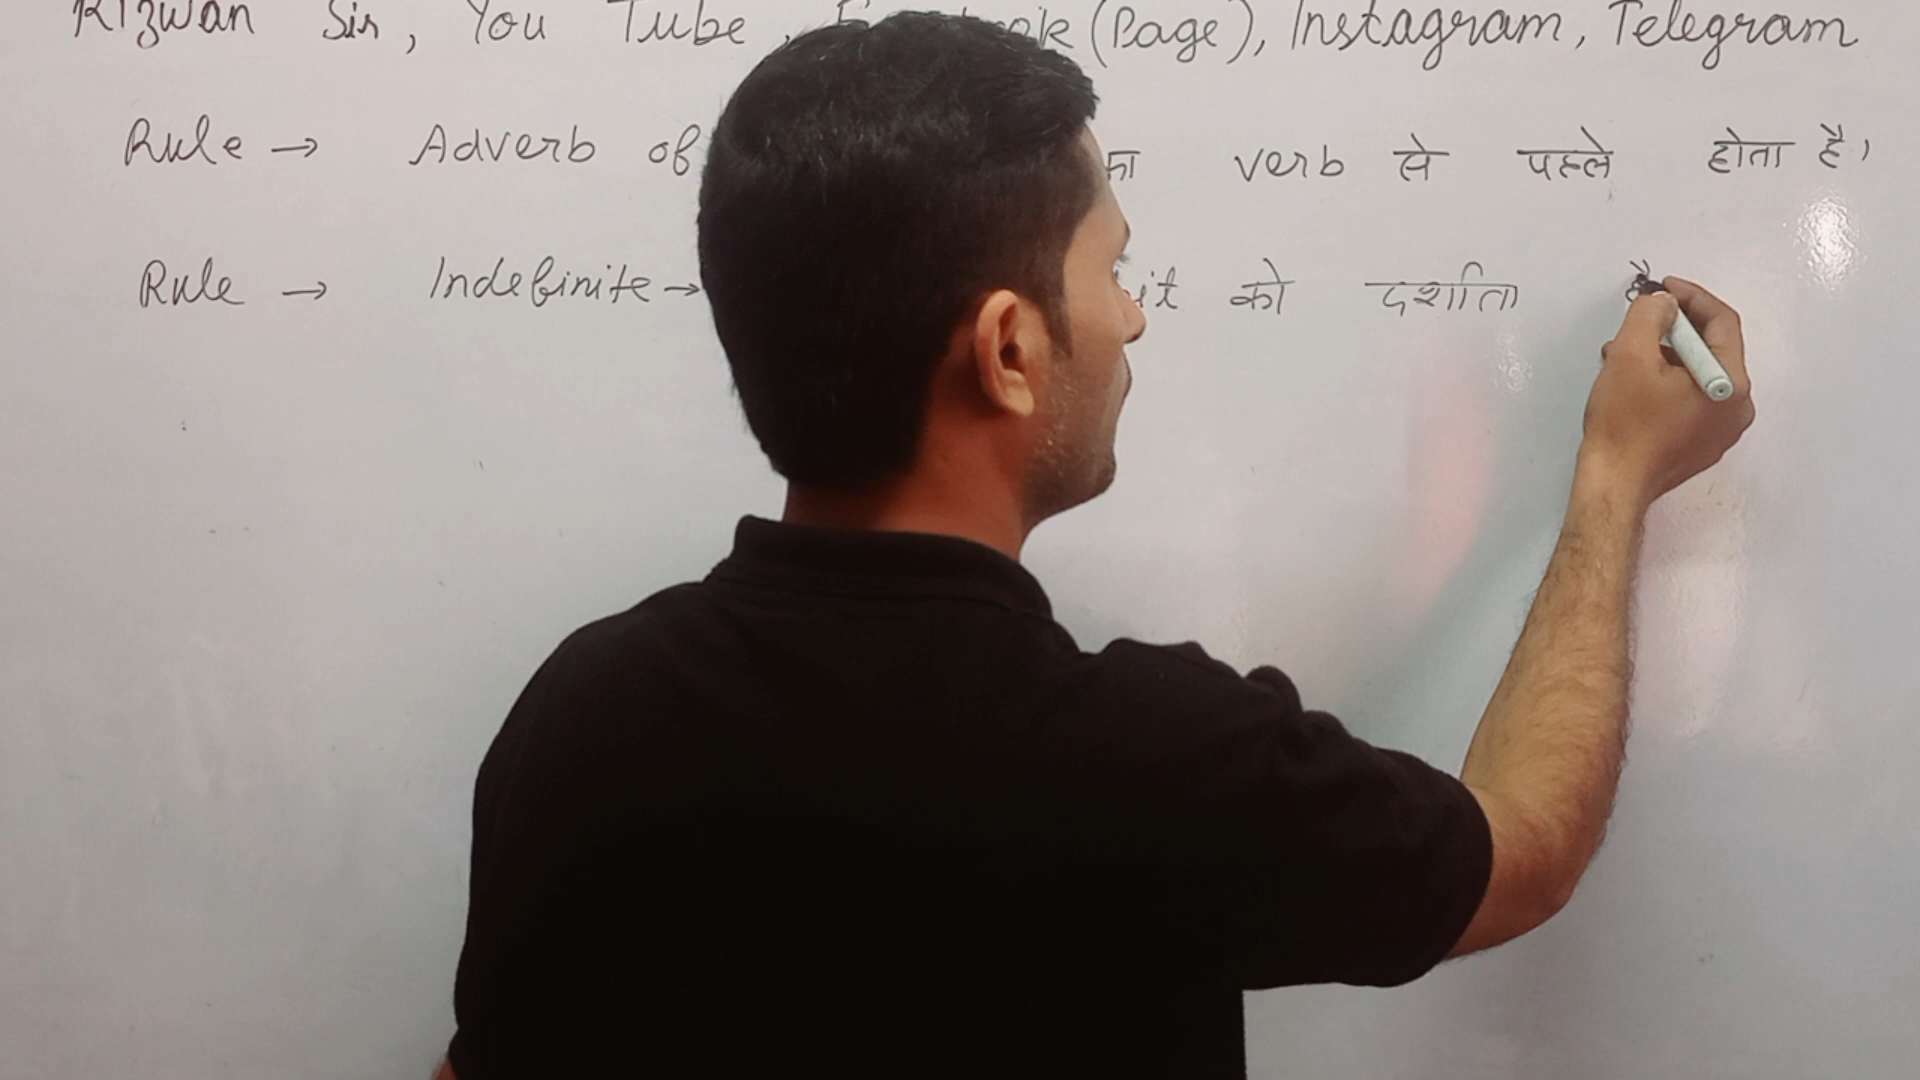 Rizwan Sir, You Tube, (Page), Instagram, Telegram
Rule → Adverb of का verb से पहले होता है।
Rule → Indefinite → को दर्शाता है